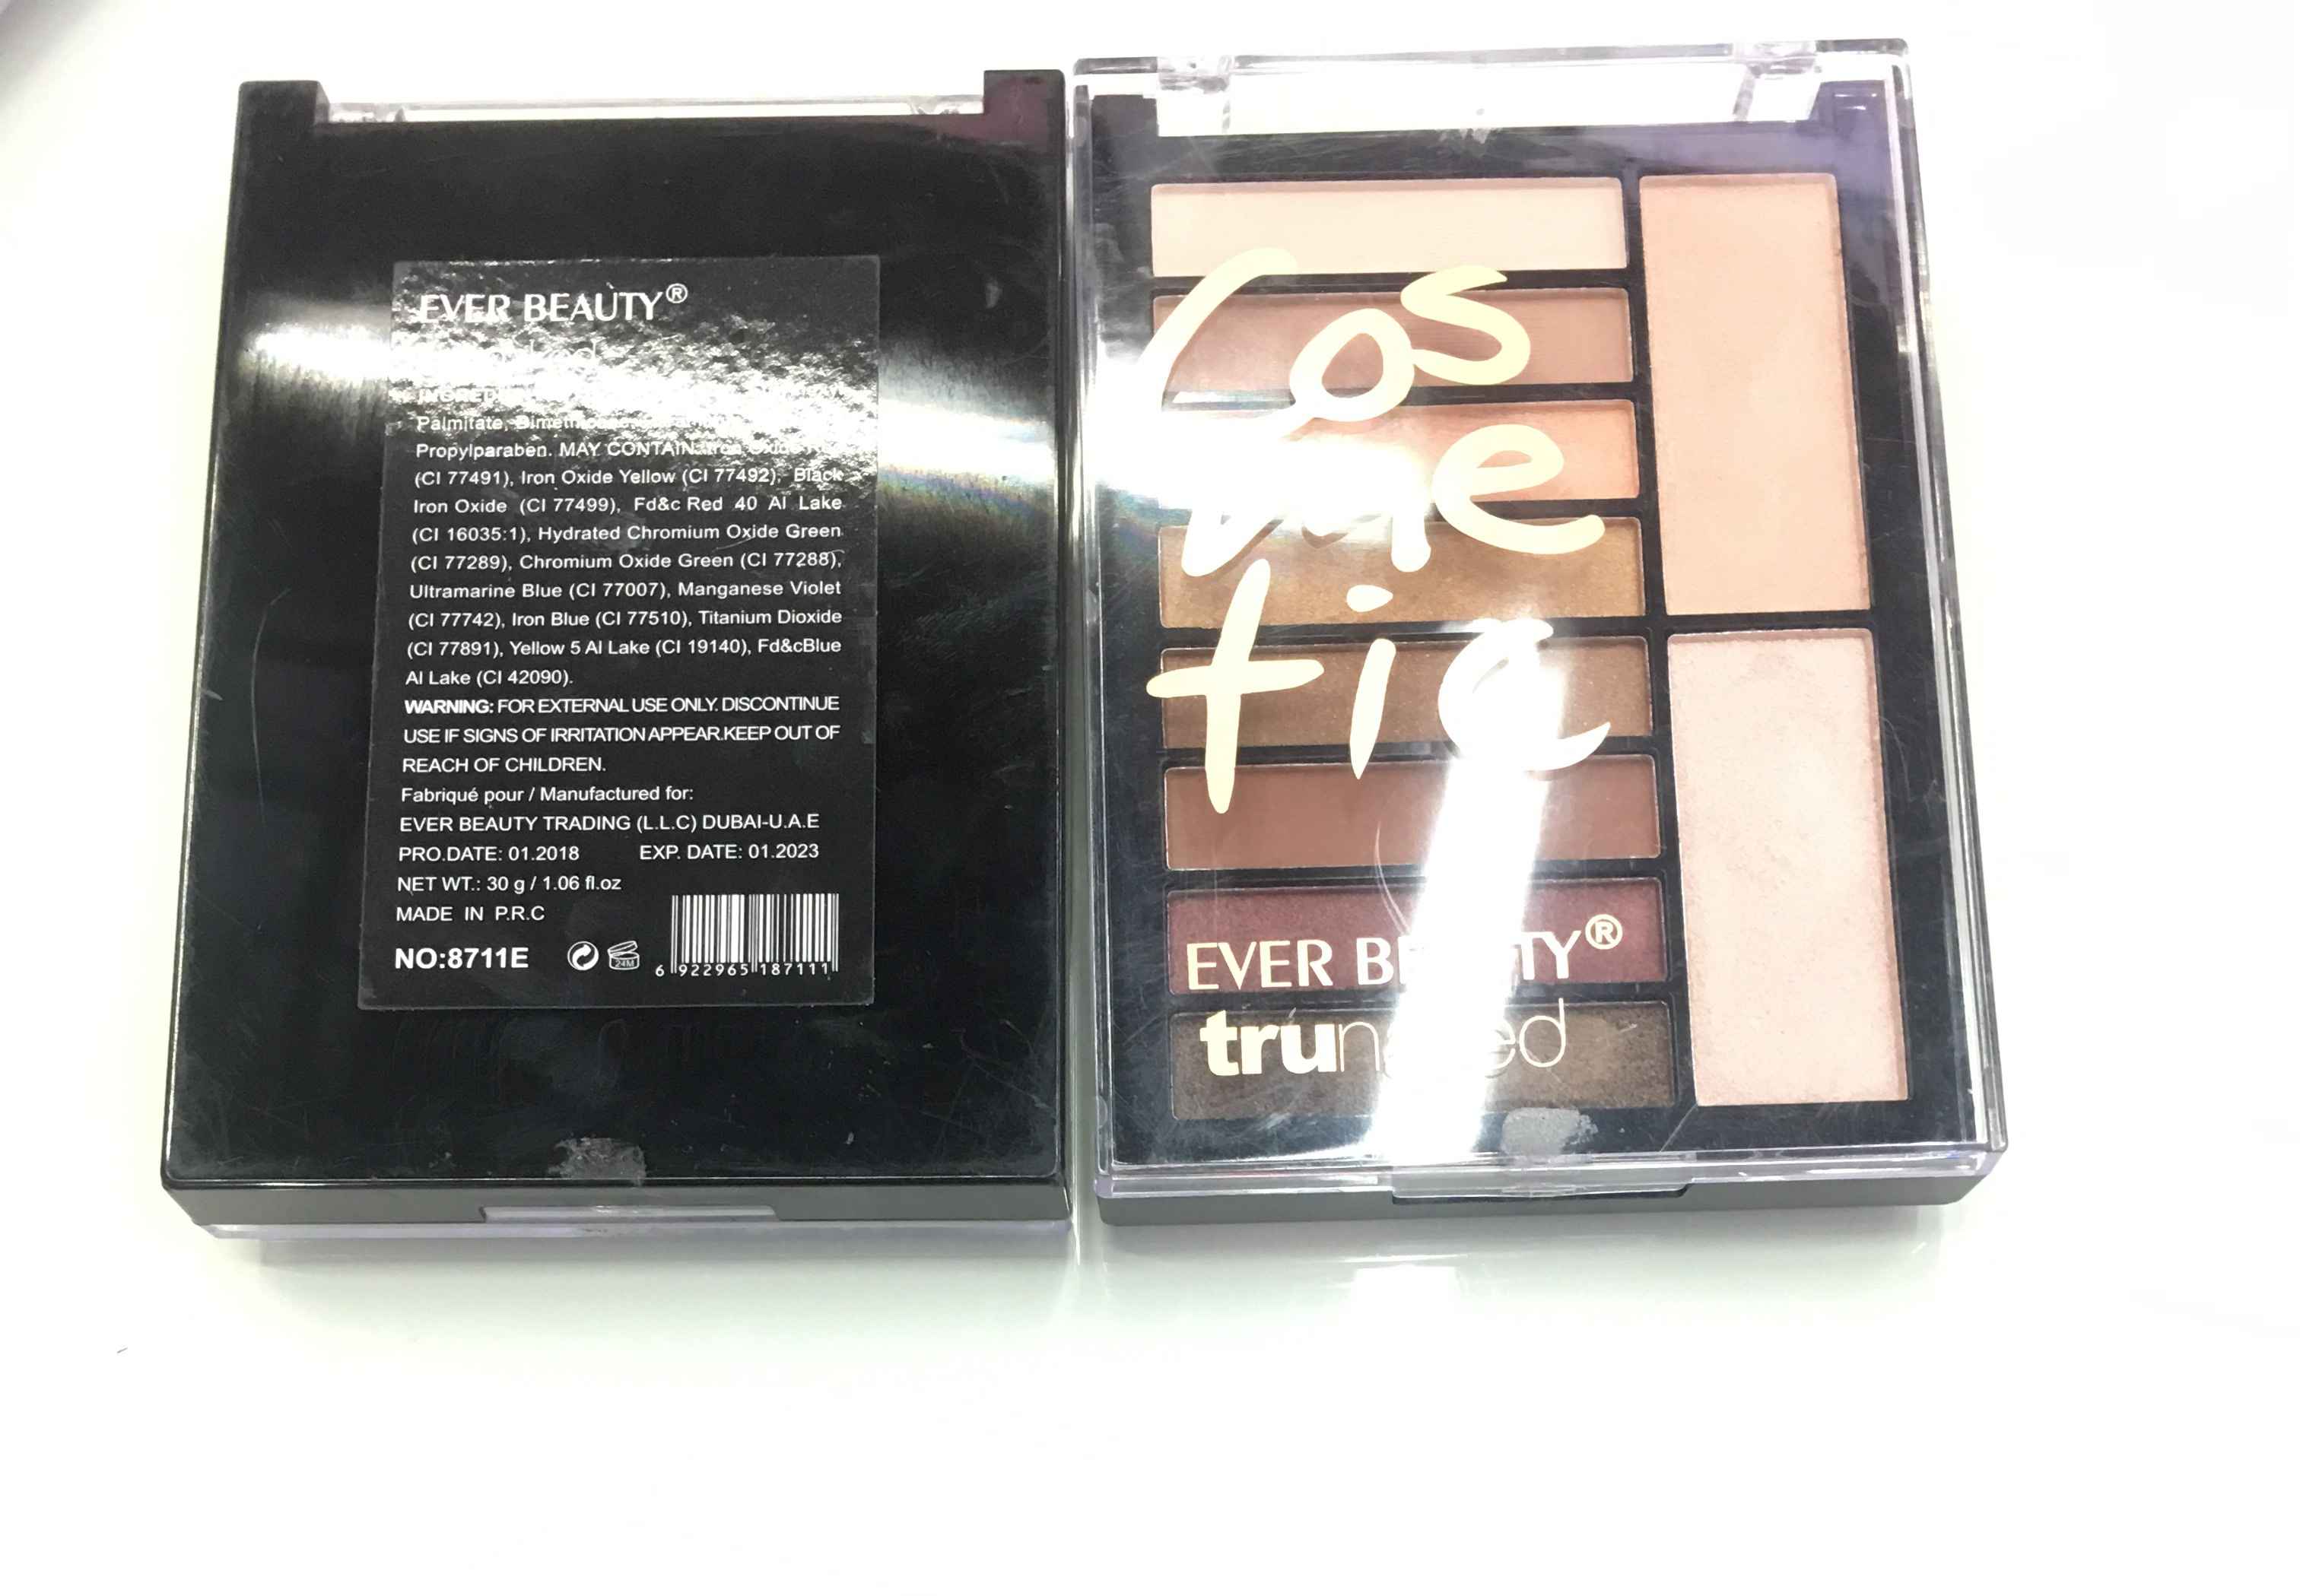 EVER BEAUTY®
Palmitate,
Propylparaben. MAY CONTAIN:
(CI 77491), Iron Oxide Yellow (CI 77492), Black
Iron Oxide (CI 77499), Fd&c Red 40 Al Lake
(CI 16035:1), Hydrated Chromium Oxide Green
(CI 77289), Chromium Oxide Green (CI 77288),
Ultramarine Blue (CI 77007), Manganese Violet
(CI 77742), Iron Blue (CI 77510), Titanium Dioxide
(CI 77891), Yellow 5 Al Lake (CI 19140), Fd&cBlue
Al Lake (CI 42090).
WARNING: FOR EXTERNAL USE ONLY. DISCONTINUE
USE IF SIGNS OF IRRITATION APPEAR.KEEP OUT OF
REACH OF CHILDREN.
Fabriqué pour / Manufactured for:
EVER BEAUTY TRADING (L.L.C) DUBAI-U.A.E
PRO.DATE: 01.2018 EXP. DATE: 01.2023
NET WT.: 30 g / 1.06 fl.oz
MADE IN P.R.C
NO:8711E 24M
6 922965 187111
Cos
me
tic
EVER BEAUTY®
trunaked